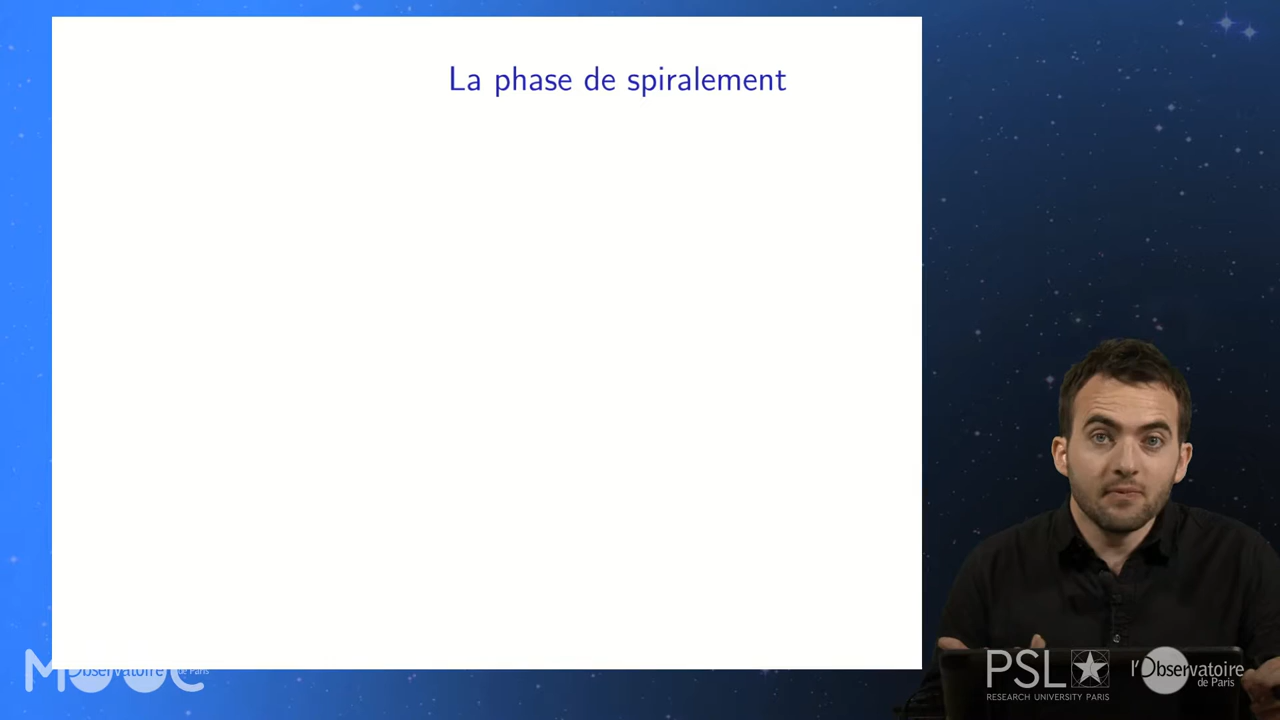 La phase de spiralement
MOOC
l'Observatoire
de Paris
PSL
RESEARCH UNIVERSITY PARIS
l'Observatoire
de Paris